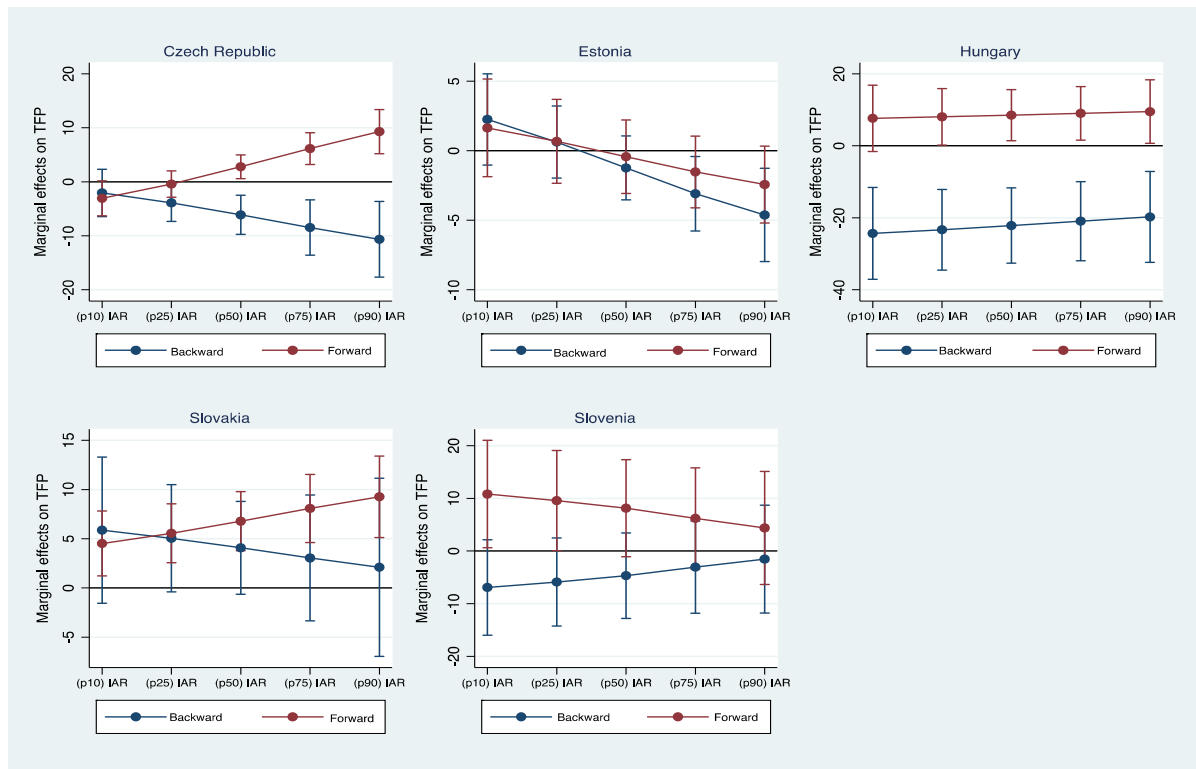 Czech Republic
Marginal effects on TFP
20
10
0
-10
-20
(p10) IAR (p25) IAR (p50) IAR (p75) IAR (p90) IAR
Backward Forward
Estonia
Marginal effects on TFP
5
0
-5
-10
(p10) IAR (p25) IAR (p50) IAR (p75) IAR (p90) IAR
Backward Forward
Hungary
Marginal effects on TFP
20
0
-20
-40
(p10) IAR (p25) IAR (p50) IAR (p75) IAR (p90) IAR
Backward Forward
Slovakia
Marginal effects on TFP
15
10
5
0
-5
(p10) IAR (p25) IAR (p50) IAR (p75) IAR (p90) IAR
Backward Forward
Slovenia
Marginal effects on TFP
20
10
0
-10
-20
(p10) IAR (p25) IAR (p50) IAR (p75) IAR (p90) IAR
Backward Forward